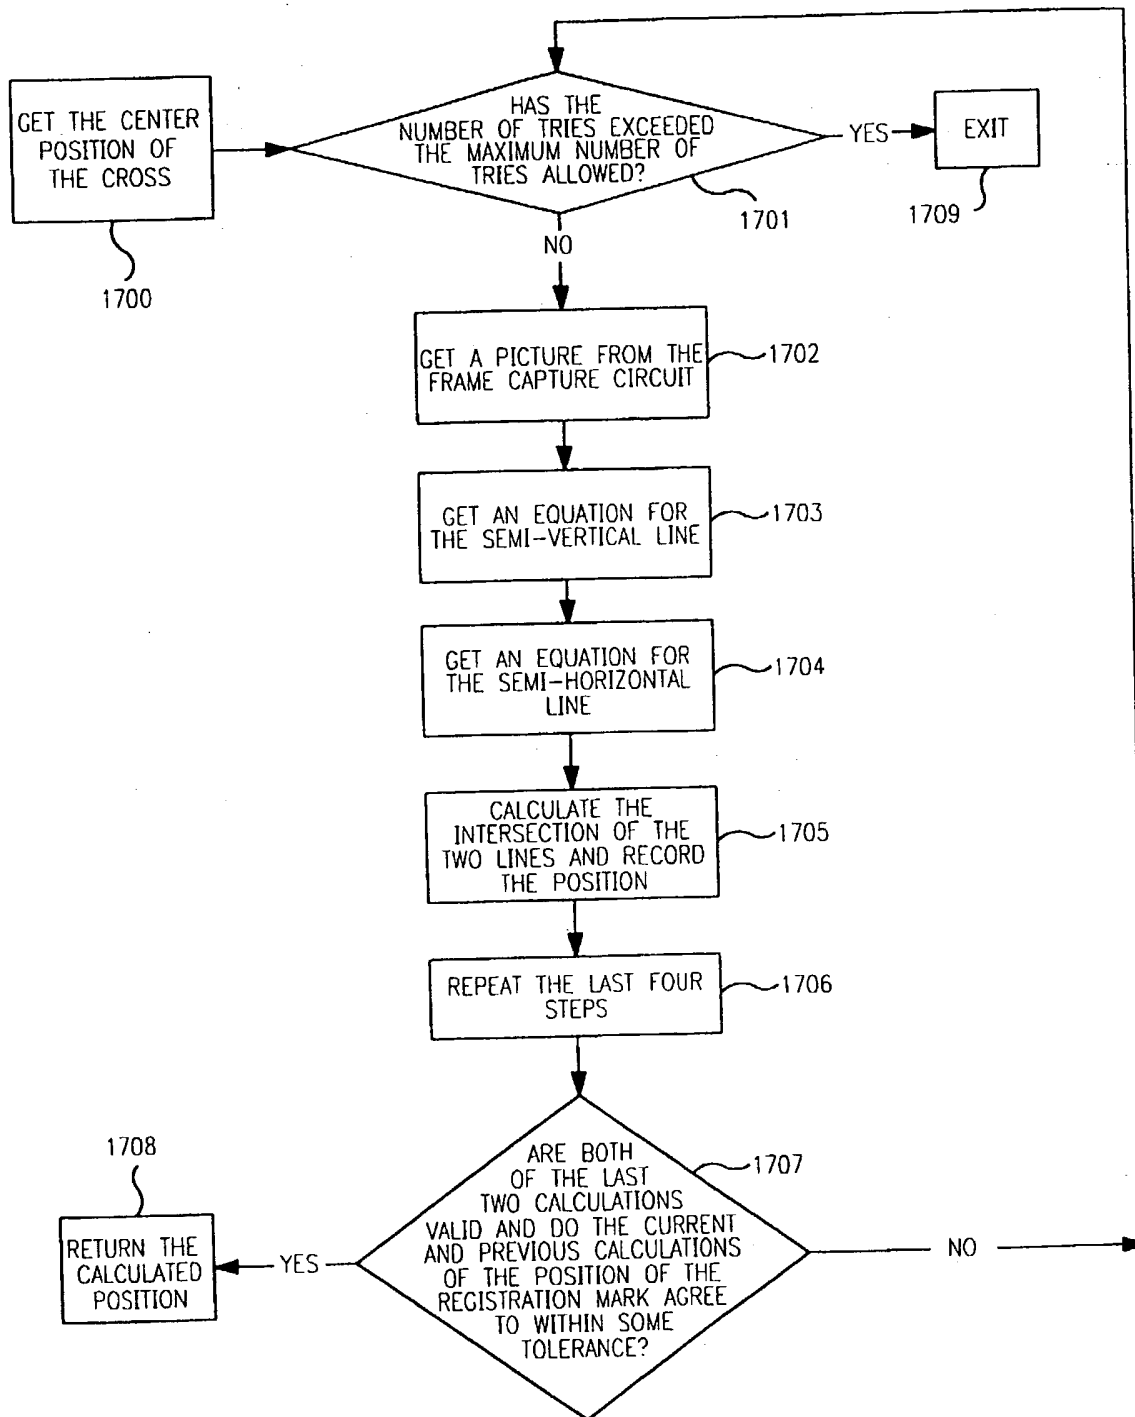 GET THE CENTER
POSITION OF
THE CROSS
1700
HAS THE
NUMBER OF TRIES EXCEEDED
THE MAXIMUM NUMBER OF
TRIES ALLOWED?
1701
YES
EXIT
1709
NO
GET A PICTURE FROM THE
FRAME CAPTURE CIRCUIT
1702
GET AN EQUATION FOR
THE SEMI-VERTICAL LINE
1703
GET AN EQUATION FOR
THE SEMI-HORIZONTAL
LINE
1704
CALCULATE THE
INTERSECTION OF THE
TWO LINES AND RECORD
THE POSITION
1705
REPEAT THE LAST FOUR
STEPS
1706
ARE BOTH
OF THE LAST
TWO CALCULATIONS
VALID AND DO THE CURRENT
AND PREVIOUS CALCULATIONS
OF THE POSITION OF THE
REGISTRATION MARK AGREE
TO WITHIN SOME
TOLERANCE?
1707
YES
1708
RETURN THE
CALCULATED
POSITION
NO